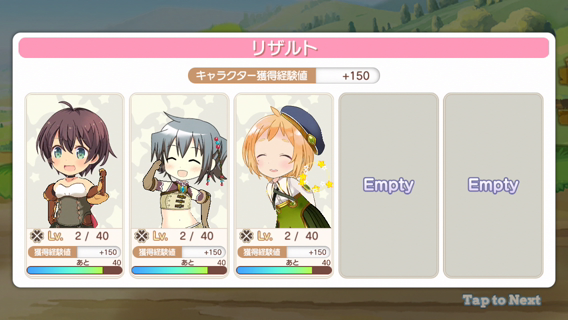 リザルト
キャラクター獲得経験値 +150
Lv. 2 / 40
獲得経験値 +150
あと 40
Lv. 2 / 40
獲得経験値 +150
あと 40
Lv. 2 / 40
獲得経験値 +150
あと 40
Empty
Empty
Tap to Next